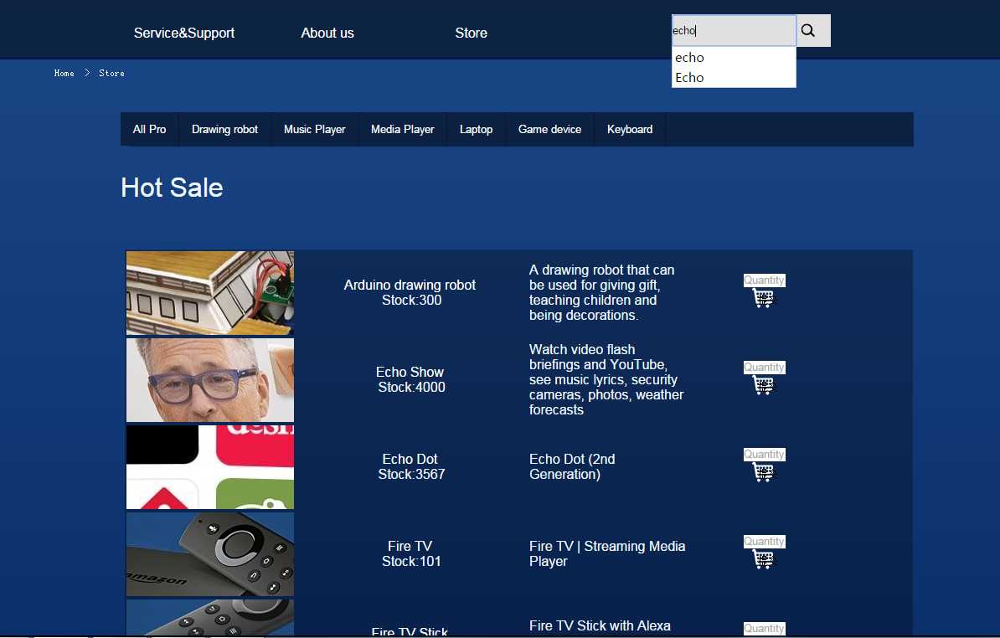 Service&Support
About us
Store
echo
echo
Echo
Home > Store
All Pro
Drawing robot
Music Player
Media Player
Laptop
Game device
Keyboard
Hot Sale
Arduino drawing robot
Stock:300
A drawing robot that can
be used for giving gift,
teaching children and
being decorations.
Quantity
Echo Show
Stock:4000
Watch video flash
briefings and YouTube,
see music lyrics, security
cameras, photos, weather
forecasts
Quantity
Echo Dot
Stock:3567
Echo Dot (2nd
Generation)
Quantity
amazon
Fire TV
Stock:101
Fire TV | Streaming Media
Player
Quantity
Fire TV Stick
Fire TV Stick with Alexa
Quantity